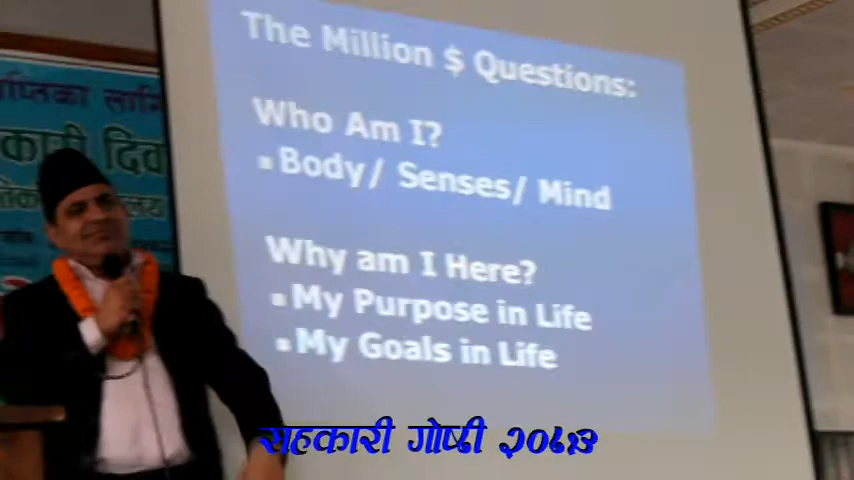 The Million $ Questions:
Who Am I?
▪ Body/ Senses/ Mind
Why am I Here?
▪ My Purpose in Life
▪ My Goals in Life
प्तिका लागि
कारी दिव
सहकारी गोष्ठी २०७३